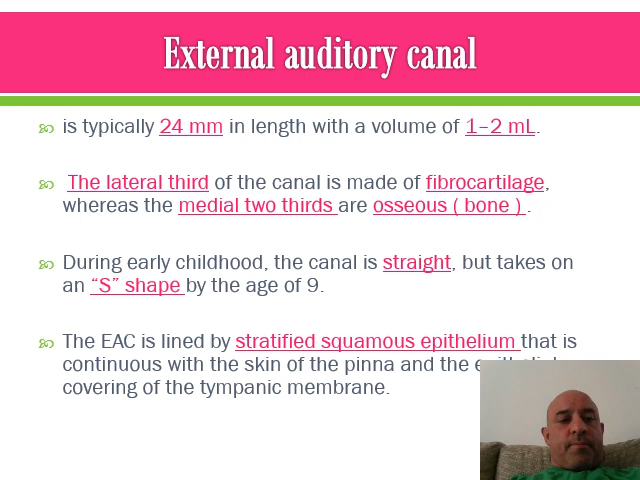 External auditory canal
is typically 24 mm in length with a volume of 1–2 mL.
The lateral third of the canal is made of fibrocartilage,
whereas the medial two thirds are osseous ( bone ) .
During early childhood, the canal is straight, but takes on
an “S” shape by the age of 9.
The EAC is lined by stratified squamous epithelium that is
continuous with the skin of the pinna and the
covering of the tympanic membrane.